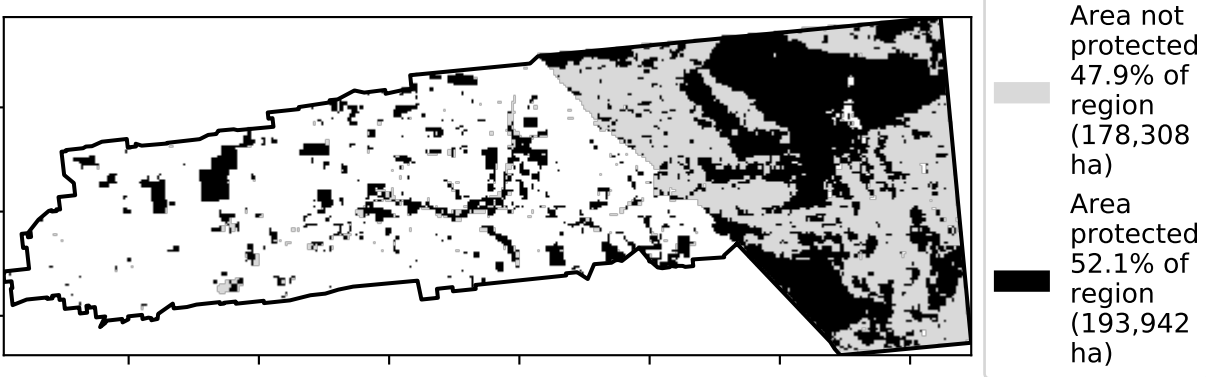 Area not
protected
47.9% of
region
(178,308
ha)
Area
protected
52.1% of
region
(193,942
ha)